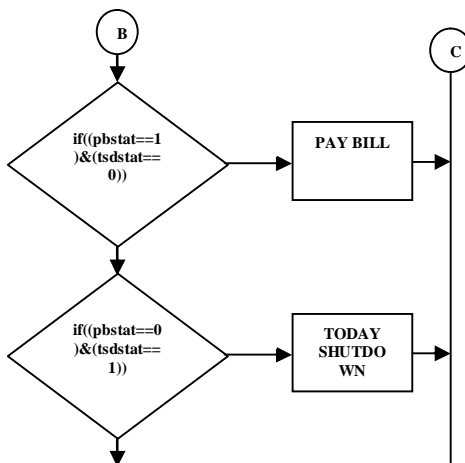 B
C
if((pbstat==1
)&(tsdstat==
0))
PAY BILL
if((pbstat==0
)&(tsdstat==
1))
TODAY
SHUTDO
WN